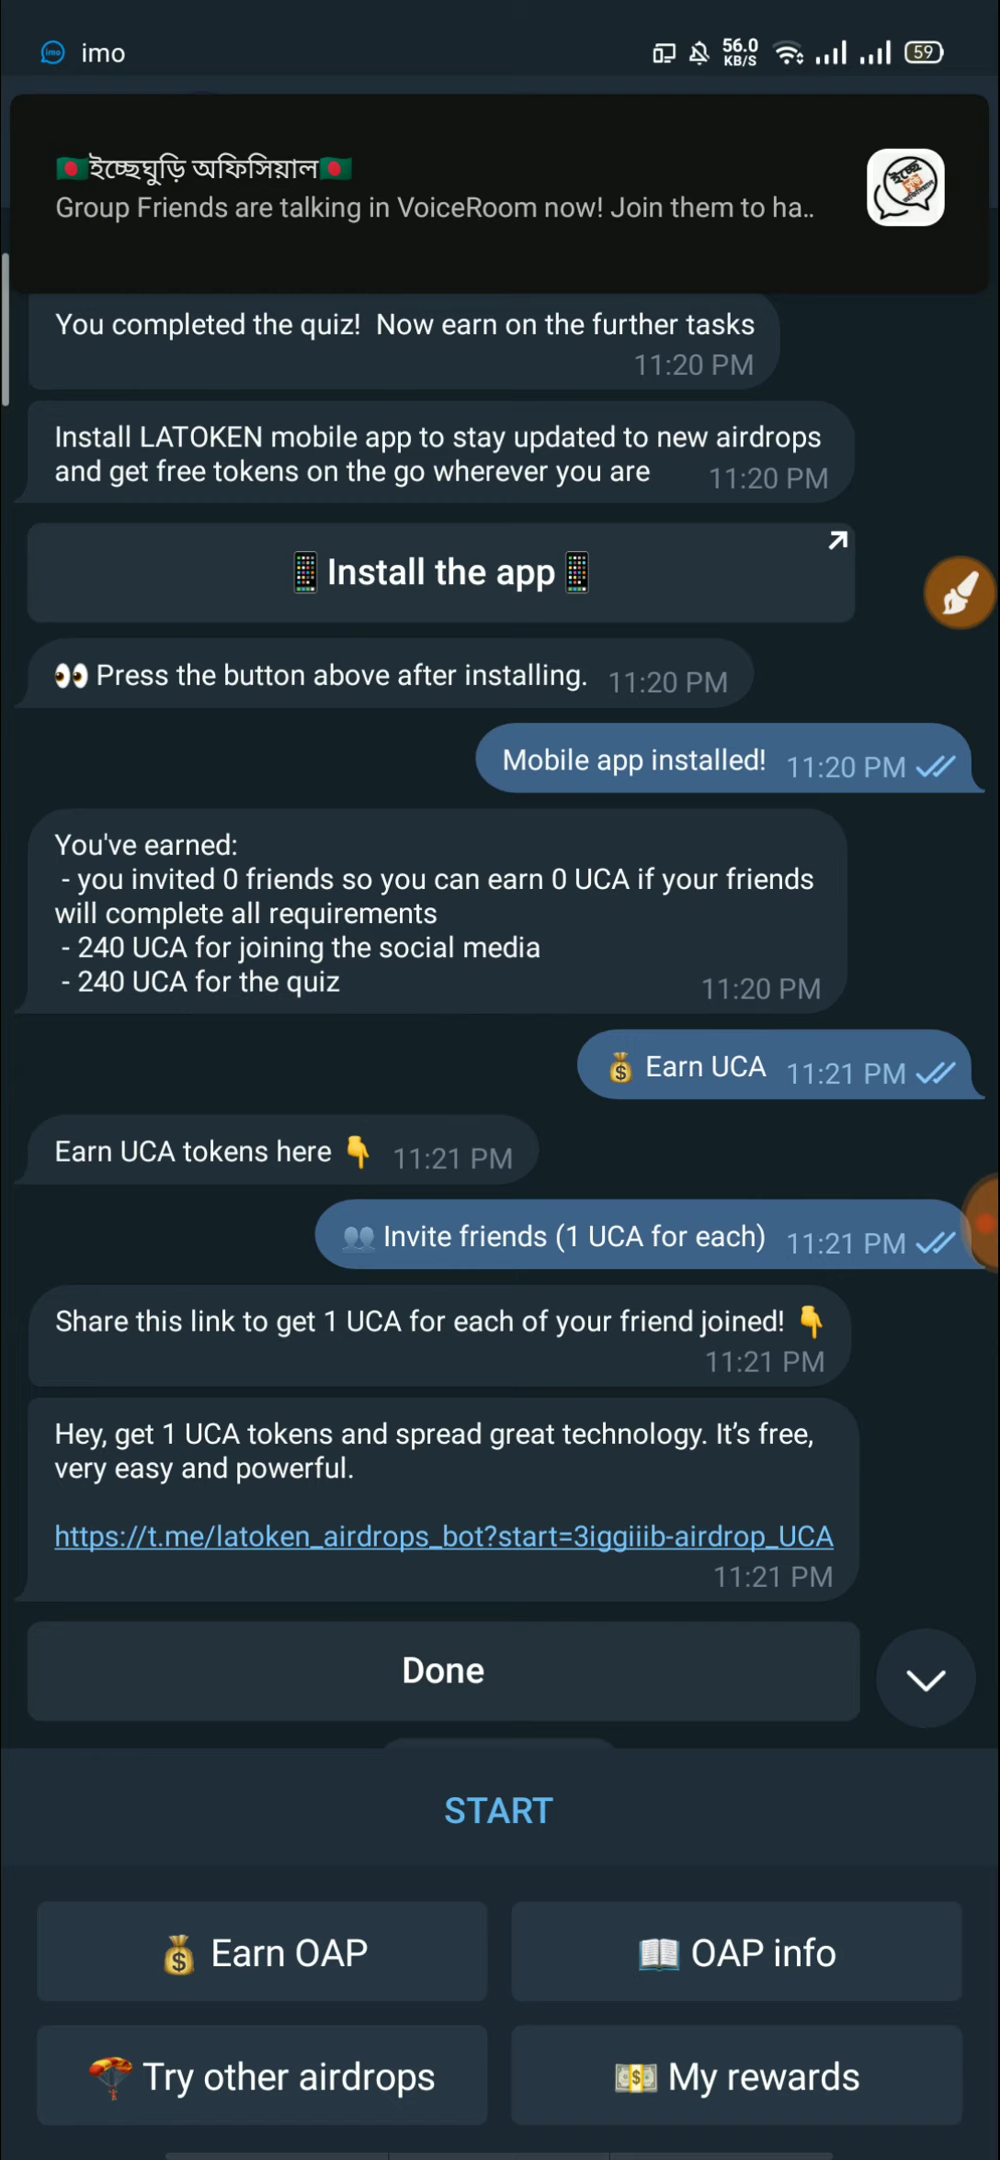 imo
56.0
KB/S
59
🇧🇩ইচ্ছেঘুড়ি অফিসিয়াল🇧🇩
Group Friends are talking in VoiceRoom now! Join them to ha..
You completed the quiz!  Now earn on the further tasks
11:20 PM
Install LATOKEN mobile app to stay updated to new airdrops
and get free tokens on the go wherever you are 11:20 PM
📱Install the app📱
👀 Press the button above after installing. 11:20 PM
Mobile app installed! 11:20 PM
You've earned:
- you invited 0 friends so you can earn 0 UCA if your friends
will complete all requirements
- 240 UCA for joining the social media
- 240 UCA for the quiz 11:20 PM
💰 Earn UCA 11:21 PM
Earn UCA tokens here 👇 11:21 PM
👥 Invite friends (1 UCA for each) 11:21 PM
Share this link to get 1 UCA for each of your friend joined! 👇
11:21 PM
Hey, get 1 UCA tokens and spread great technology. It’s free,
very easy and powerful.
https://t.me/latoken_airdrops_bot?start=3iggiiib-airdrop_UCA
11:21 PM
Done
START
💰 Earn OAP
📖 OAP info
🪂 Try other airdrops
💵 My rewards